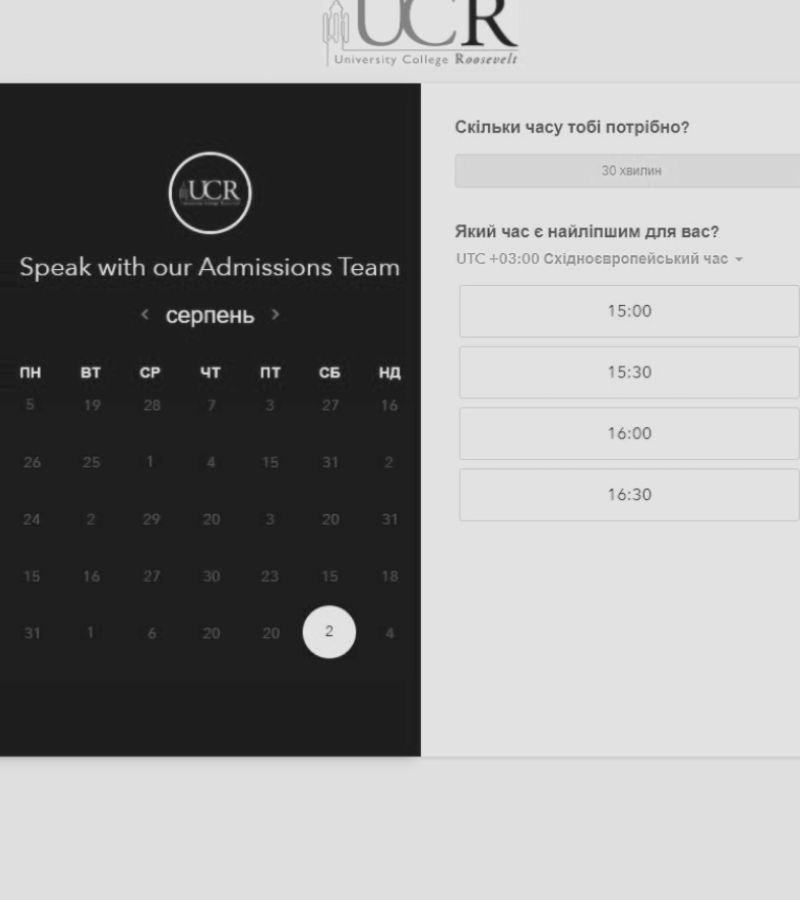 UCR
University College Roosevelt
UCR
Speak with our Admissions Team
серпень
ПН ВТ СР ЧТ ПТ СБ НД
5 19 28 7 3 27 16
26 25 1 4 15 31 2
24 2 29 20 3 20 31
15 16 27 30 23 15 18
31 1 6 20 20 2 4
Скільки часу тобі потрібно?
30 хвилин
Який час є найліпшим для вас?
UTC +03:00 Східноєвропейський час
15:00
15:30
16:00
16:30